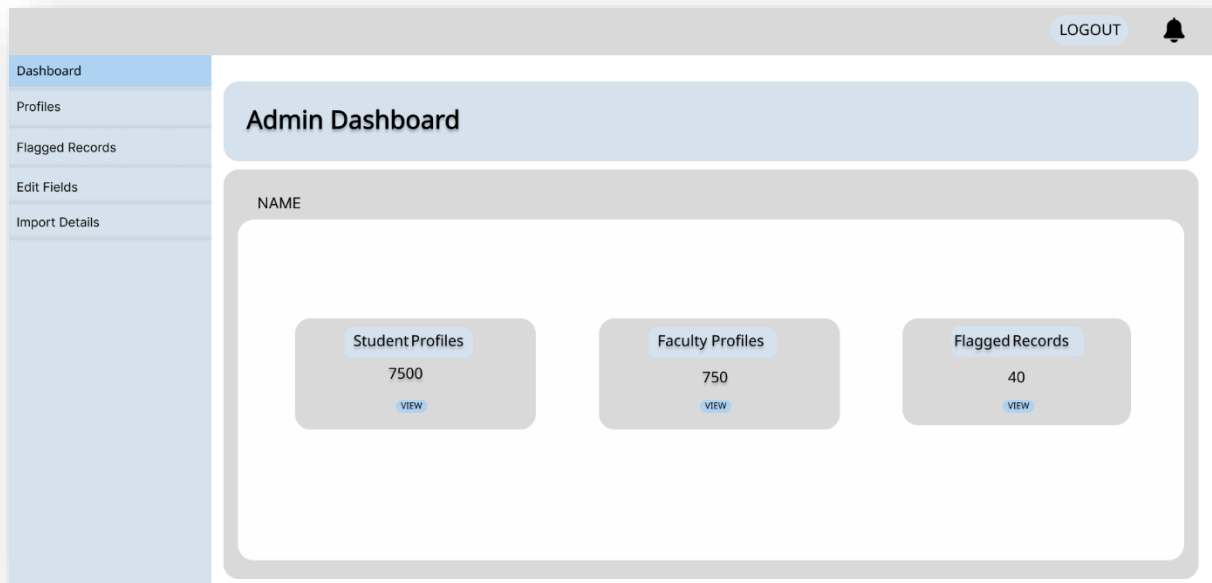 LOGOUT
Dashboard
Profiles
Flagged Records
Edit Fields
Import Details
Admin Dashboard
NAME
Student Profiles
7500
VIEW
Faculty Profiles
750
VIEW
Flagged Records
40
VIEW